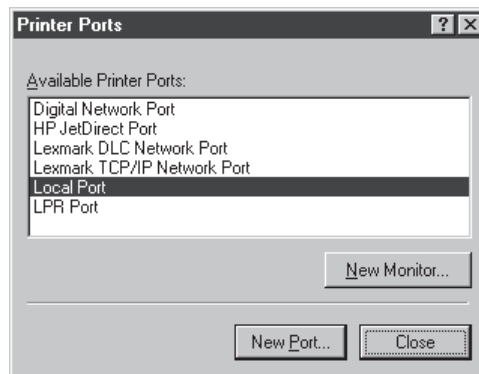 Printer Ports
Available Printer Ports:
Digital Network Port
HP JetDirect Port
Lexmark DLC Network Port
Lexmark TCP/IP Network Port
Local Port
LPR Port
New Monitor...
New Port...
Close